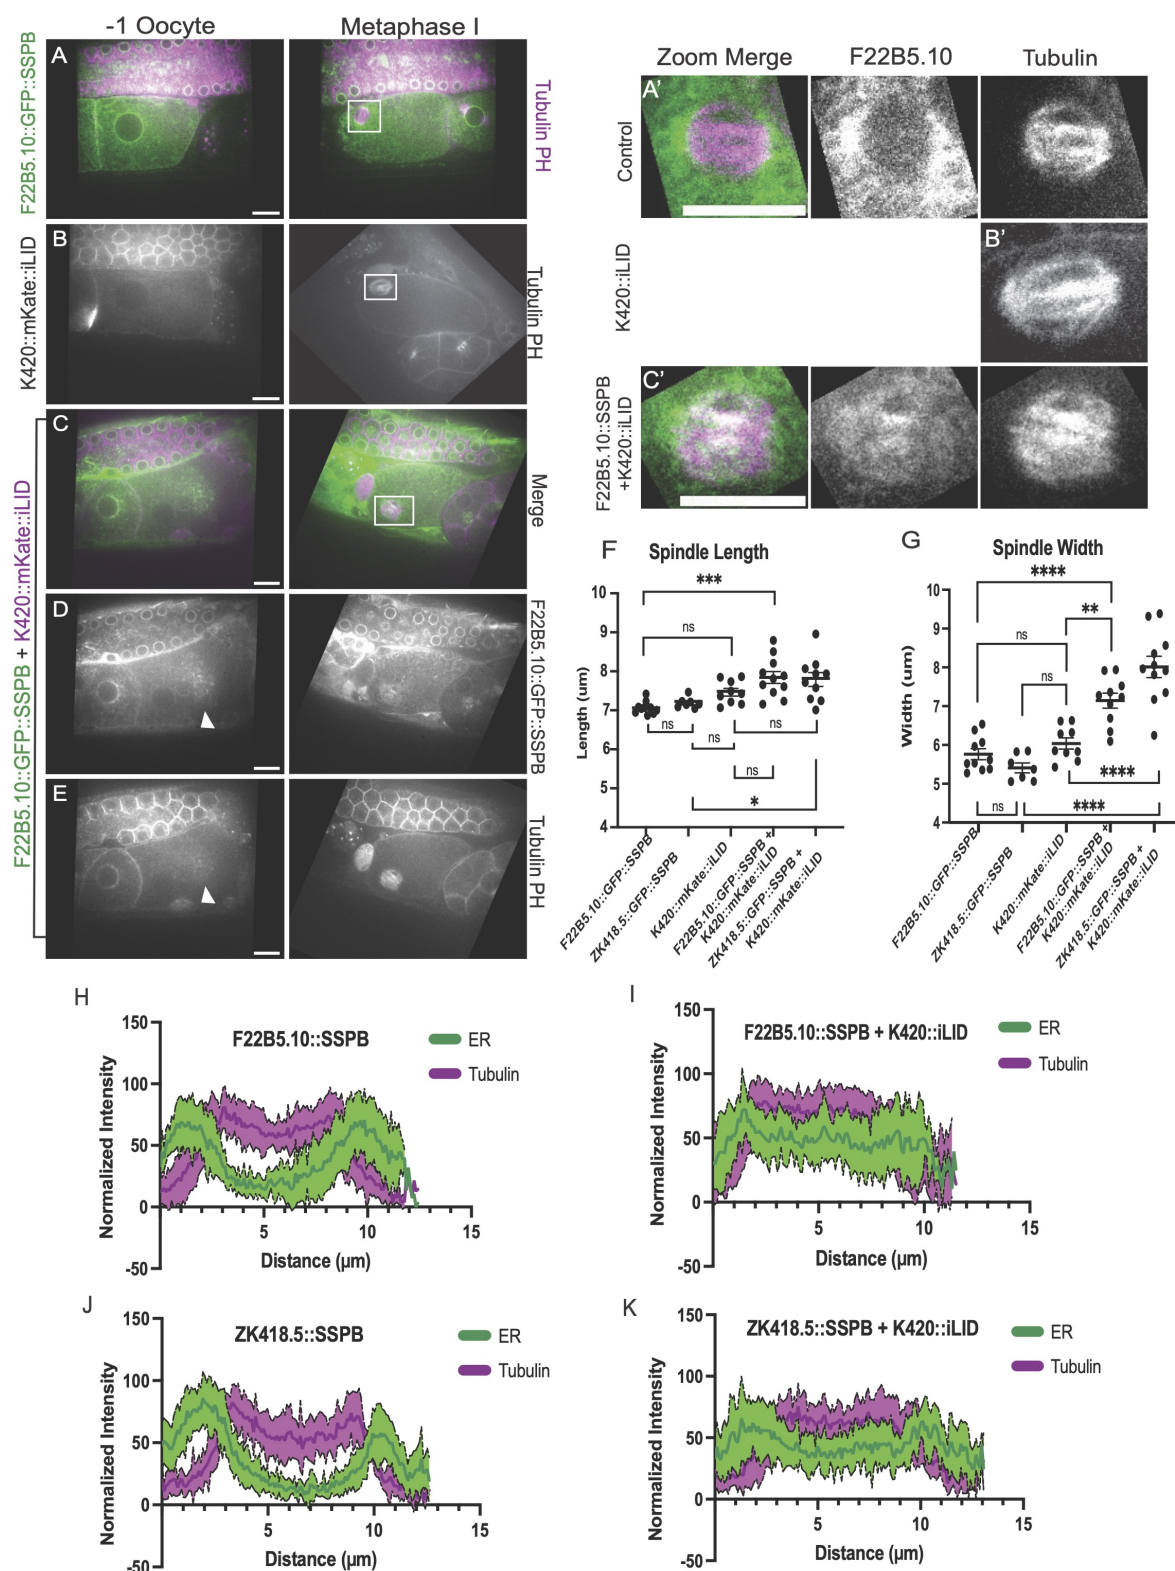 -1 Oocyte
Metaphase I
A
F22B5.10::GFP::SSPB
Tubulin PH
B
K420::mKate::iLID
Tubulin PH
C
Merge
D
F22B5.10::GFP::SSPB
E
Tubulin PH
F22B5.10::GFP::SSPB + K420::mKate::iLID
Zoom Merge
F22B5.10
Tubulin
A'
Control
B'
K420::iLID
C'
F22B5.10::SSPB
+K420::iLID
F
Spindle Length
Length (um)
10
9
8
7
6
5
4
***
ns
ns
ns
ns
ns
*
F22B5.10::GFP::SSPB
ZK418.5::GFP::SSPB
K420::mKate::iLID
F22B5.10::GFP::SSPB +
K420::mKate::iLID
ZK418.5::GFP::SSPB +
K420::mKate::iLID
G
Spindle Width
Width (um)
10
9
8
7
6
5
4
****
**
ns
ns
****
ns
****
F22B5.10::GFP::SSPB
ZK418.5::GFP::SSPB
K420::mKate::iLID
F22B5.10::GFP::SSPB +
K420::mKate::iLID
ZK418.5::GFP::SSPB +
K420::mKate::iLID
H
F22B5.10::SSPB
ER
Tubulin
Normalized Intensity
150
100
50
0
-50
5
10
15
Distance (µm)
I
F22B5.10::SSPB + K420::iLID
ER
Tubulin
Normalized Intensity
150
100
50
0
-50
5
10
15
Distance (µm)
J
ZK418.5::SSPB
ER
Tubulin
Normalized Intensity
150
100
50
0
-50
5
10
15
Distance (µm)
K
ZK418.5::SSPB + K420::iLID
ER
Tubulin
Normalized Intensity
150
100
50
0
-50
5
10
15
Distance (µm)